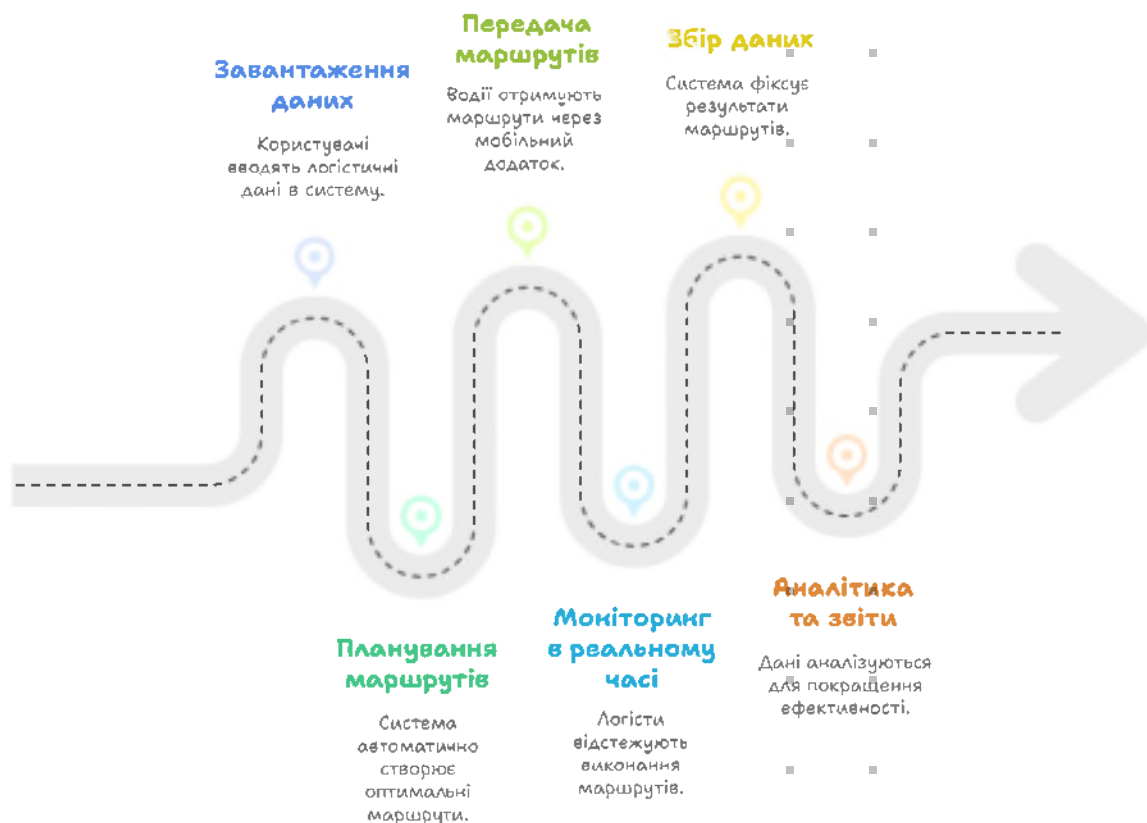 Завантаження
даних
Користувачі
вводять логістичні
дані в систему.
Планування
маршрутів
Система
автоматично
створює
оптимальні
маршрути.
Передача
маршрутів
Водії отримують
маршрути через
мобільний
додаток.
Моніторинг
в реальному
часі
Логісти
відстежують
виконання
маршрутів.
Збір даних
Система фіксує
результати
маршрутів.
Аналітика
та звіти
Дані аналізуються
для покращення
ефективності.